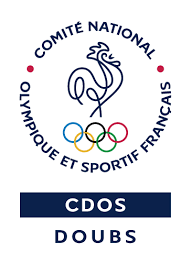 COMITÉ NATIONAL
OLYMPIQUE ET SPORTIF FRANÇAIS
CDOS
DOUBS